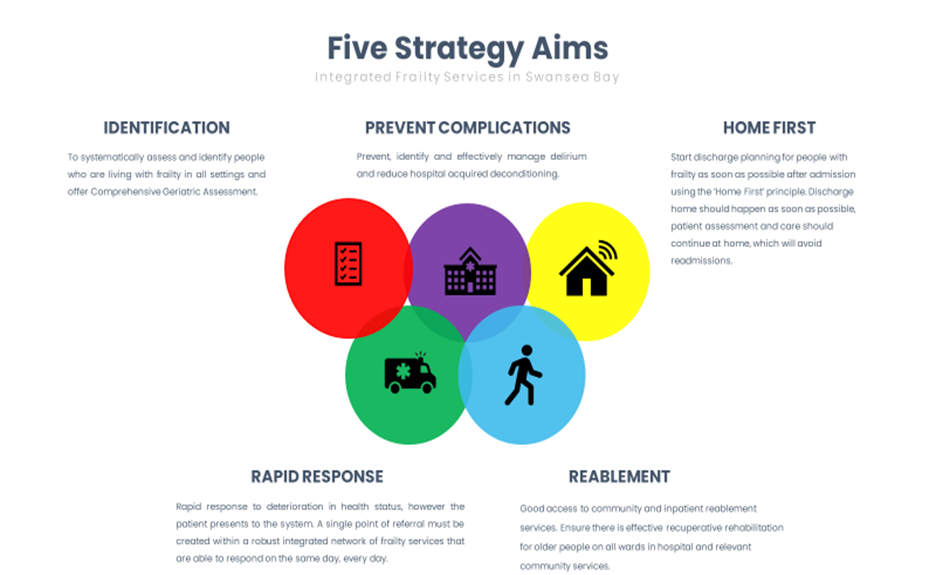 Five Strategy Aims
Integrated Frailty Services in Swansea Bay
IDENTIFICATION
To systematically assess and identify people
who are living with frailty in all settings and
offer Comprehensive Geriatric Assessment.
PREVENT COMPLICATIONS
Prevent, identify and effectively manage delirium
and reduce hospital acquired deconditioning.
HOME FIRST
Start discharge planning for people with
frailty as soon as possible after admission
using the 'Home First' principle. Discharge
home should happen as soon as possible,
patient assessment and care should
continue at home, which will avoid
readmissions.
RAPID RESPONSE
Rapid response to deterioration in health status, however the
patient presents to the system. A single point of referral must be
created within a robust integrated network of frailty services that
are able to respond on the same day, every day.
REABLEMENT
Good access to community and inpatient reablement
services. Ensure there is effective recuperative rehabilitation
for older people on all wards in hospital and relevant
community services.